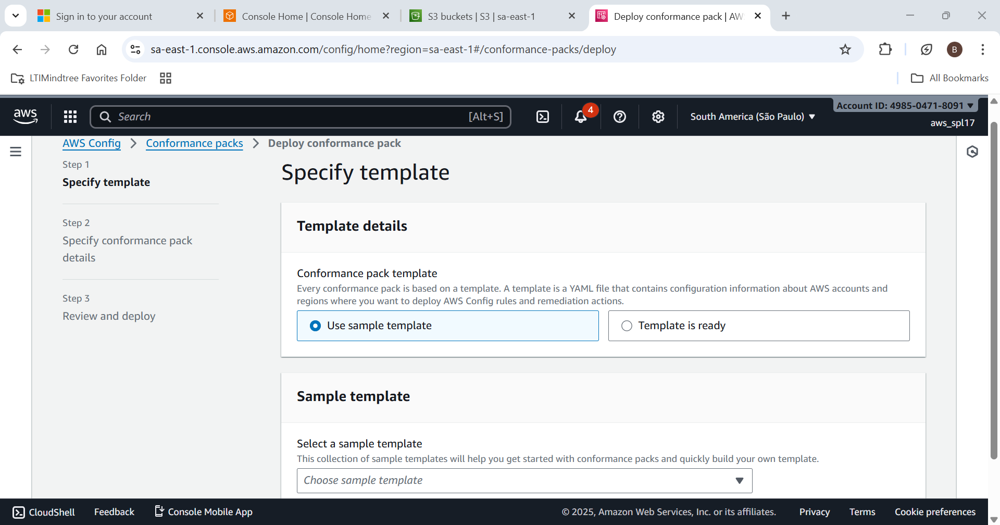 Sign in to your account
Console Home | Console Home
S3 buckets | S3 | sa-east-1
Deploy conformance pack | AW
sa-east-1.console.aws.amazon.com/config/home?region=sa-east-1#/conformance-packs/deploy
B
LTIMindtree Favorites Folder
All Bookmarks
aws
Search
[Alt+S]
4
South America (São Paulo)
Account ID: 4985-0471-8091
aws_spl17
AWS Config
Conformance packs
Deploy conformance pack
Step 1
Specify template
Step 2
Specify conformance pack
details
Step 3
Review and deploy
Specify template
Template details
Conformance pack template
Every conformance pack is based on a template. A template is a YAML file that contains configuration information about AWS accounts and
regions where you want to deploy AWS Config rules and remediation actions.
Use sample template
Template is ready
Sample template
Select a sample template
This collection of sample templates will help you get started with conformance packs and quickly build your own template.
Choose sample template
CloudShell
Feedback
Console Mobile App
© 2025, Amazon Web Services, Inc. or its affiliates.
Privacy
Terms
Cookie preferences